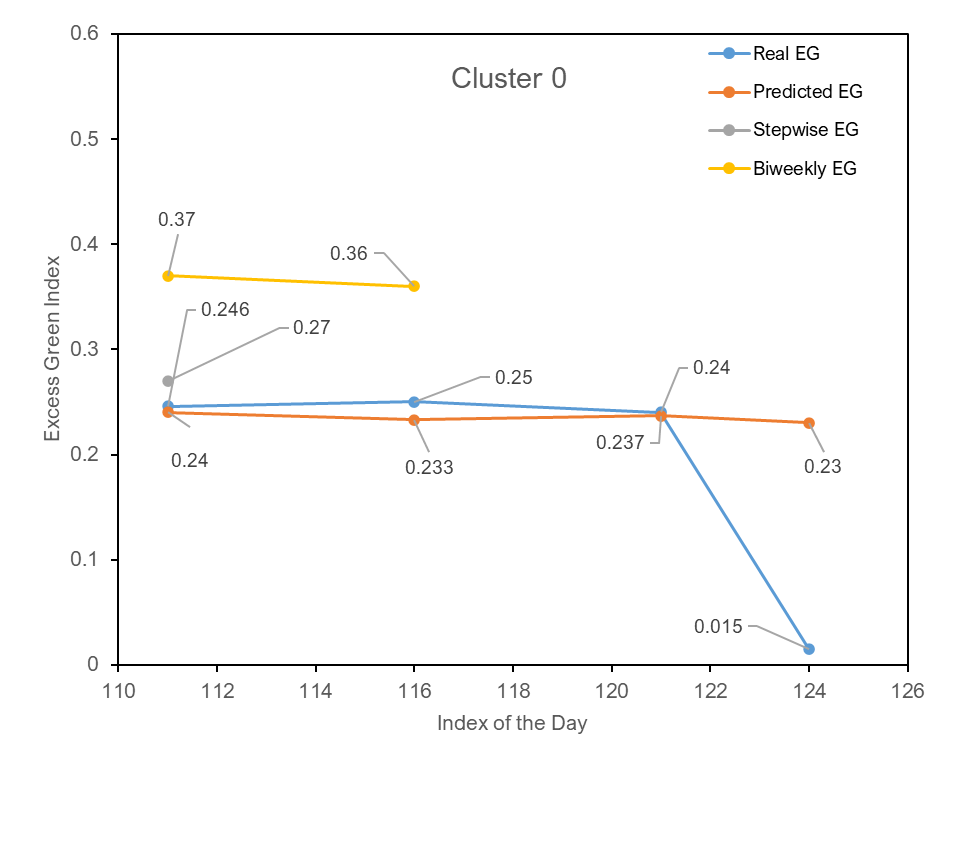 Cluster 0
Real EG
Predicted EG
Stepwise EG
Biweekly EG
0.6
0.5
0.4
0.3
0.2
0.1
0
Excess Green Index
0.37
0.36
0.246
0.27
0.25
0.24
0.24
0.233
0.237
0.23
0.015
110 112 114 116 118 120 122 124 126
Index of the Day